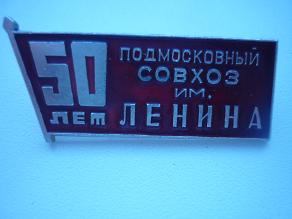 50
ЛЕТ
ПОДМОСКОВНЫЙ
СОВХОЗ
ИМ.
ЛЕНИНА